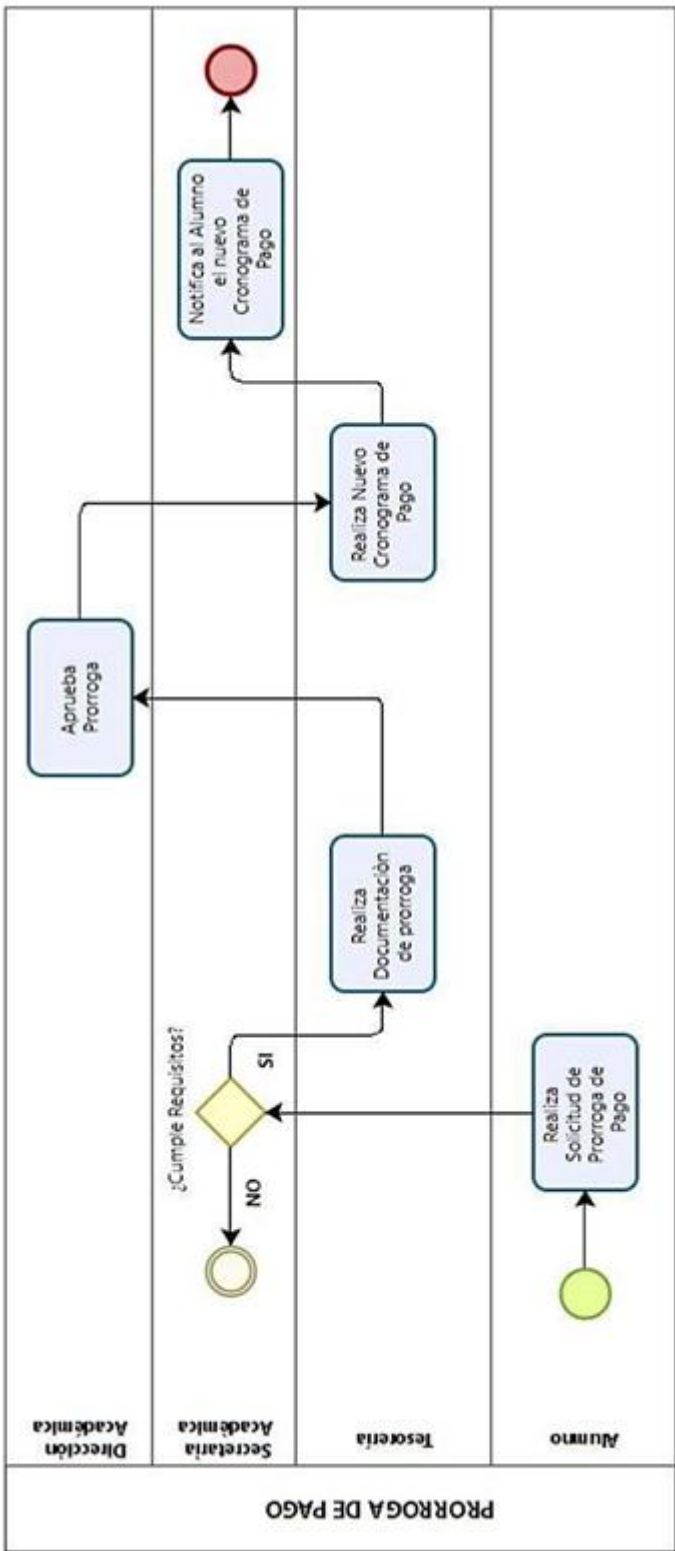 PRORROGA DE PAGO
Dirección
Académica
Secretaria
Académica
Tesorería
Alumno
Realiza
Solicitud de
Prorroga de
Pago
¿Cumple Requisitos?
NO
SI
Realiza
Documentación
de prorroga
Aprueba
Prorroga
Realiza Nuevo
Cronograma de
Pago
Notifica al Alumno
el nuevo
Cronograma de
Pago